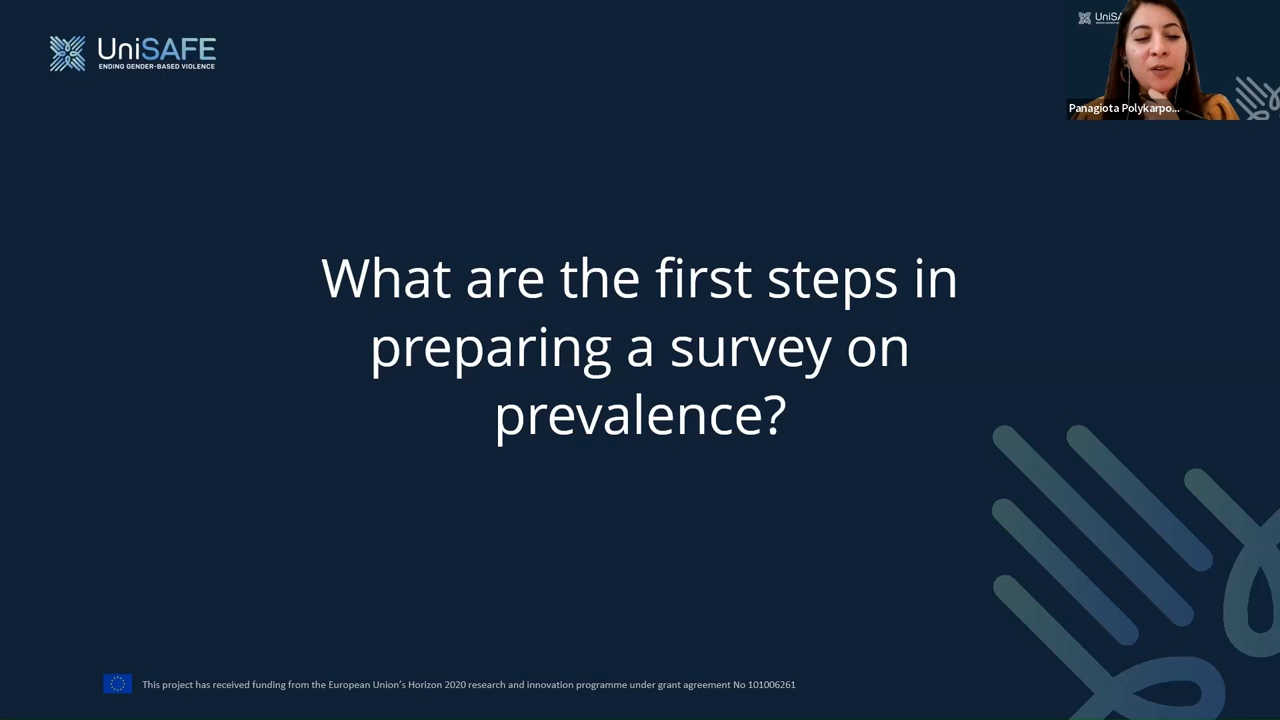 UniSAFE
ENDING GENDER-BASED VIOLENCE
UniSA
Panagiota Polykarpo...
What are the first steps in
preparing a survey on
prevalence?
This project has received funding from the European Union's Horizon 2020 research and innovation programme under grant agreement No 101006261